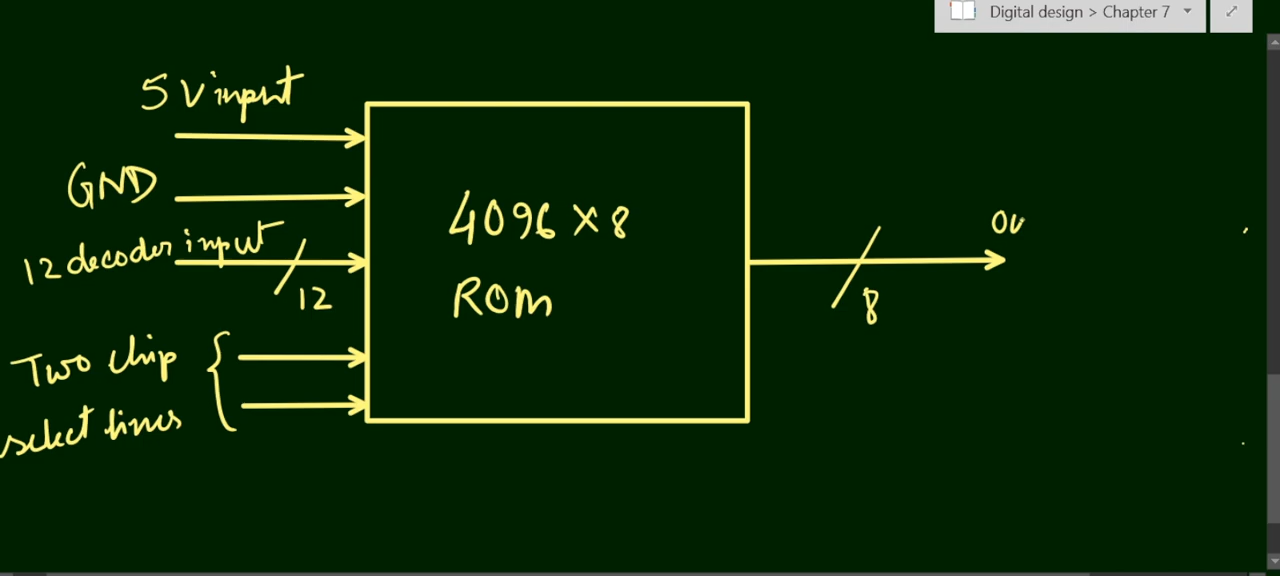 Digital design > Chapter 7
5 V input
GND
12 decoder input
12
Two chip
select lines
4096 × 8
ROM
8
ou